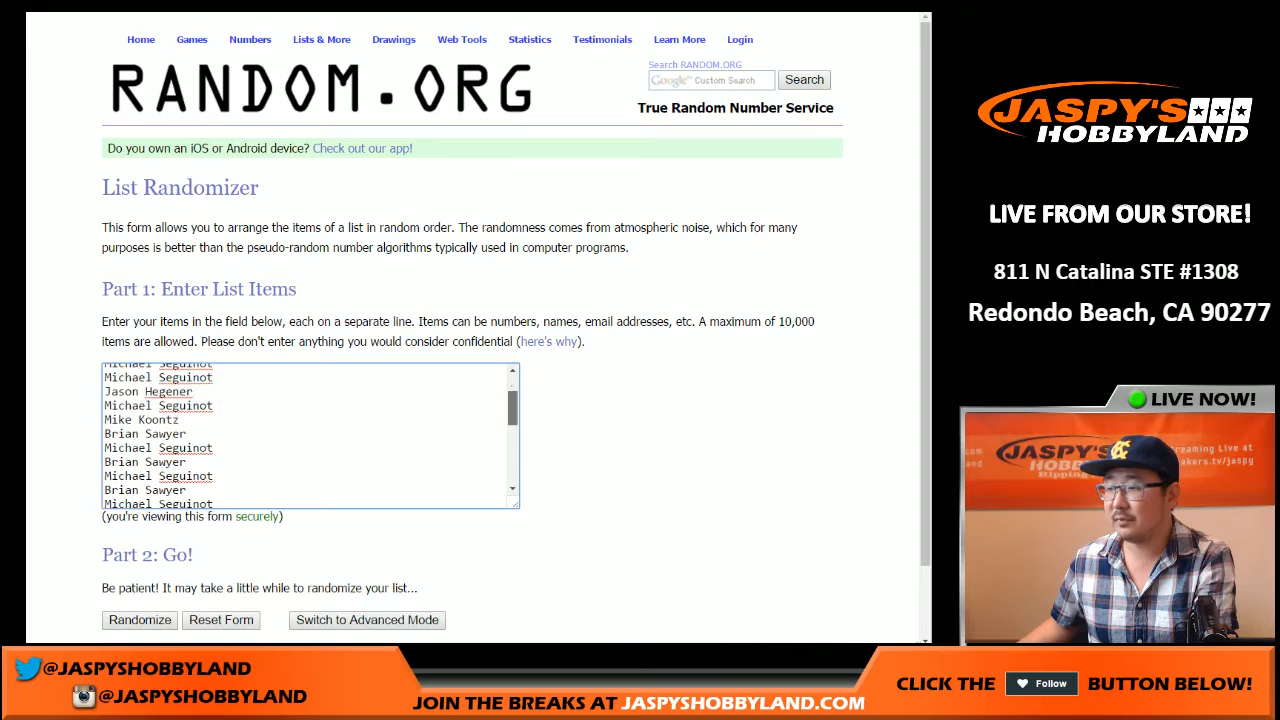 Home Games Numbers Lists & More Drawings Web Tools Statistics Testimonials Learn More Login
RANDOM.ORG
Search RANDOM.ORG
Google™ Custom Search Search
True Random Number Service
Do you own an iOS or Android device? Check out our app!
List Randomizer
This form allows you to arrange the items of a list in random order. The randomness comes from atmospheric noise, which for many
purposes is better than the pseudo-random number algorithms typically used in computer programs.
Part 1: Enter List Items
Enter your items in the field below, each on a separate line. Items can be numbers, names, email addresses, etc. A maximum of 10,000
items are allowed. Please don't enter anything you would consider confidential (here's why).
Michael Seguinot
Michael Seguinot
Jason Hegener
Michael Seguinot
Mike Koontz
Brian Sawyer
Michael Seguinot
Brian Sawyer
Michael Seguinot
Brian Sawyer
Michael Seguinot
(you're viewing this form securely)
Part 2: Go!
Be patient! It may take a little while to randomize your list...
Randomize Reset Form Switch to Advanced Mode
JASPY'S
HOBBYLAND
LIVE FROM OUR STORE!
811 N Catalina STE #1308
Redondo Beach, CA 90277
LIVE NOW!
JASPY'S
@JASPYSHOBBYLAND
@JASPYSHOBBYLAND
JOIN THE BREAKS AT JASPYSHOBBYLAND.COM
CLICK THE Follow BUTTON BELOW!